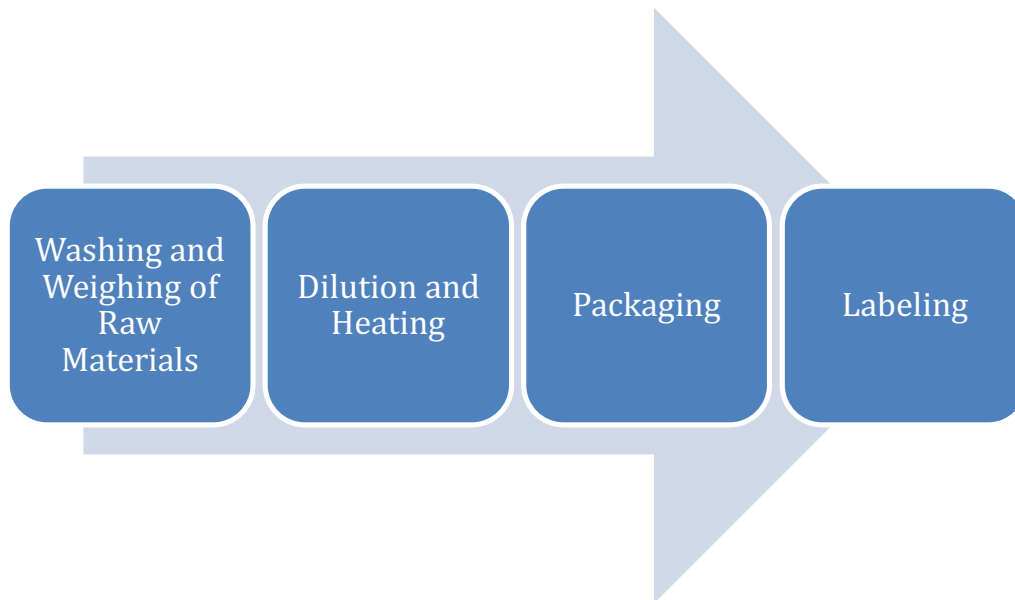 Washing and
Weighing of
Raw
Materials
Dilution and
Heating
Packaging
Labeling